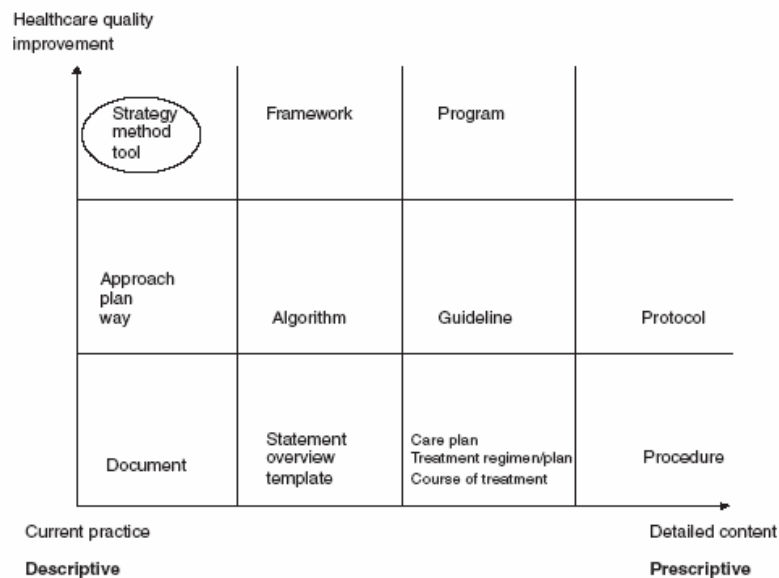 Healthcare quality
improvement
Strategy
method
tool
Framework
Program
Approach
plan
way
Algorithm
Guideline
Protocol
Document
Statement
overview
template
Care plan
Treatment regimen/plan
Course of treatment
Procedure
Current practice
Detailed content
Descriptive
Prescriptive